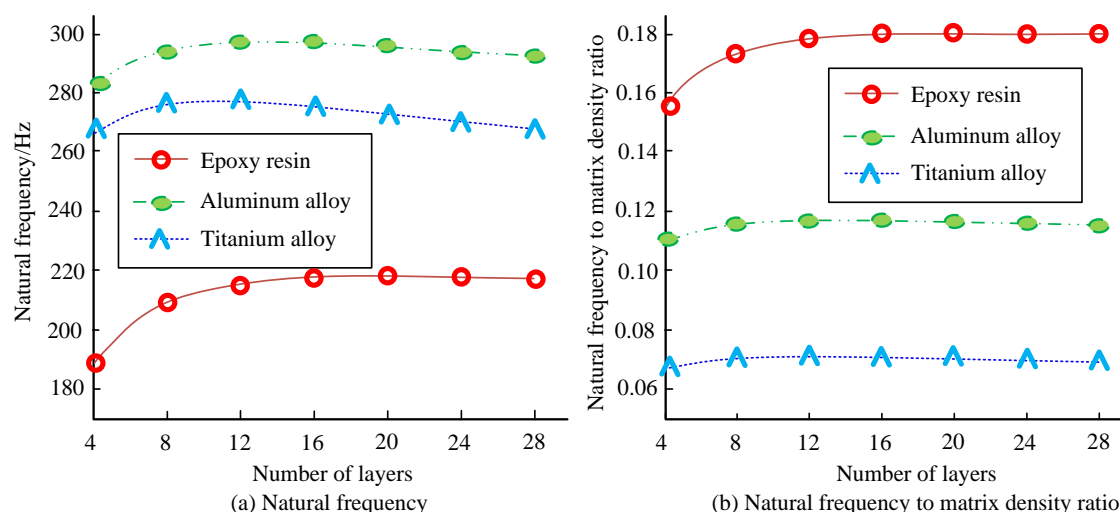 Natural frequency/Hz
300
280
260
240
220
200
180
4 8 12 16 20 24 28
Epoxy resin
Aluminum alloy
Titanium alloy
Number of layers
(a) Natural frequency
Natural frequency to matrix density ratio
0.18
0.16
0.14
0.12
0.10
0.08
0.06
4 8 12 16 20 24 28
Epoxy resin
Aluminum alloy
Titanium alloy
Number of layers
(b) Natural frequency to matrix density ratio